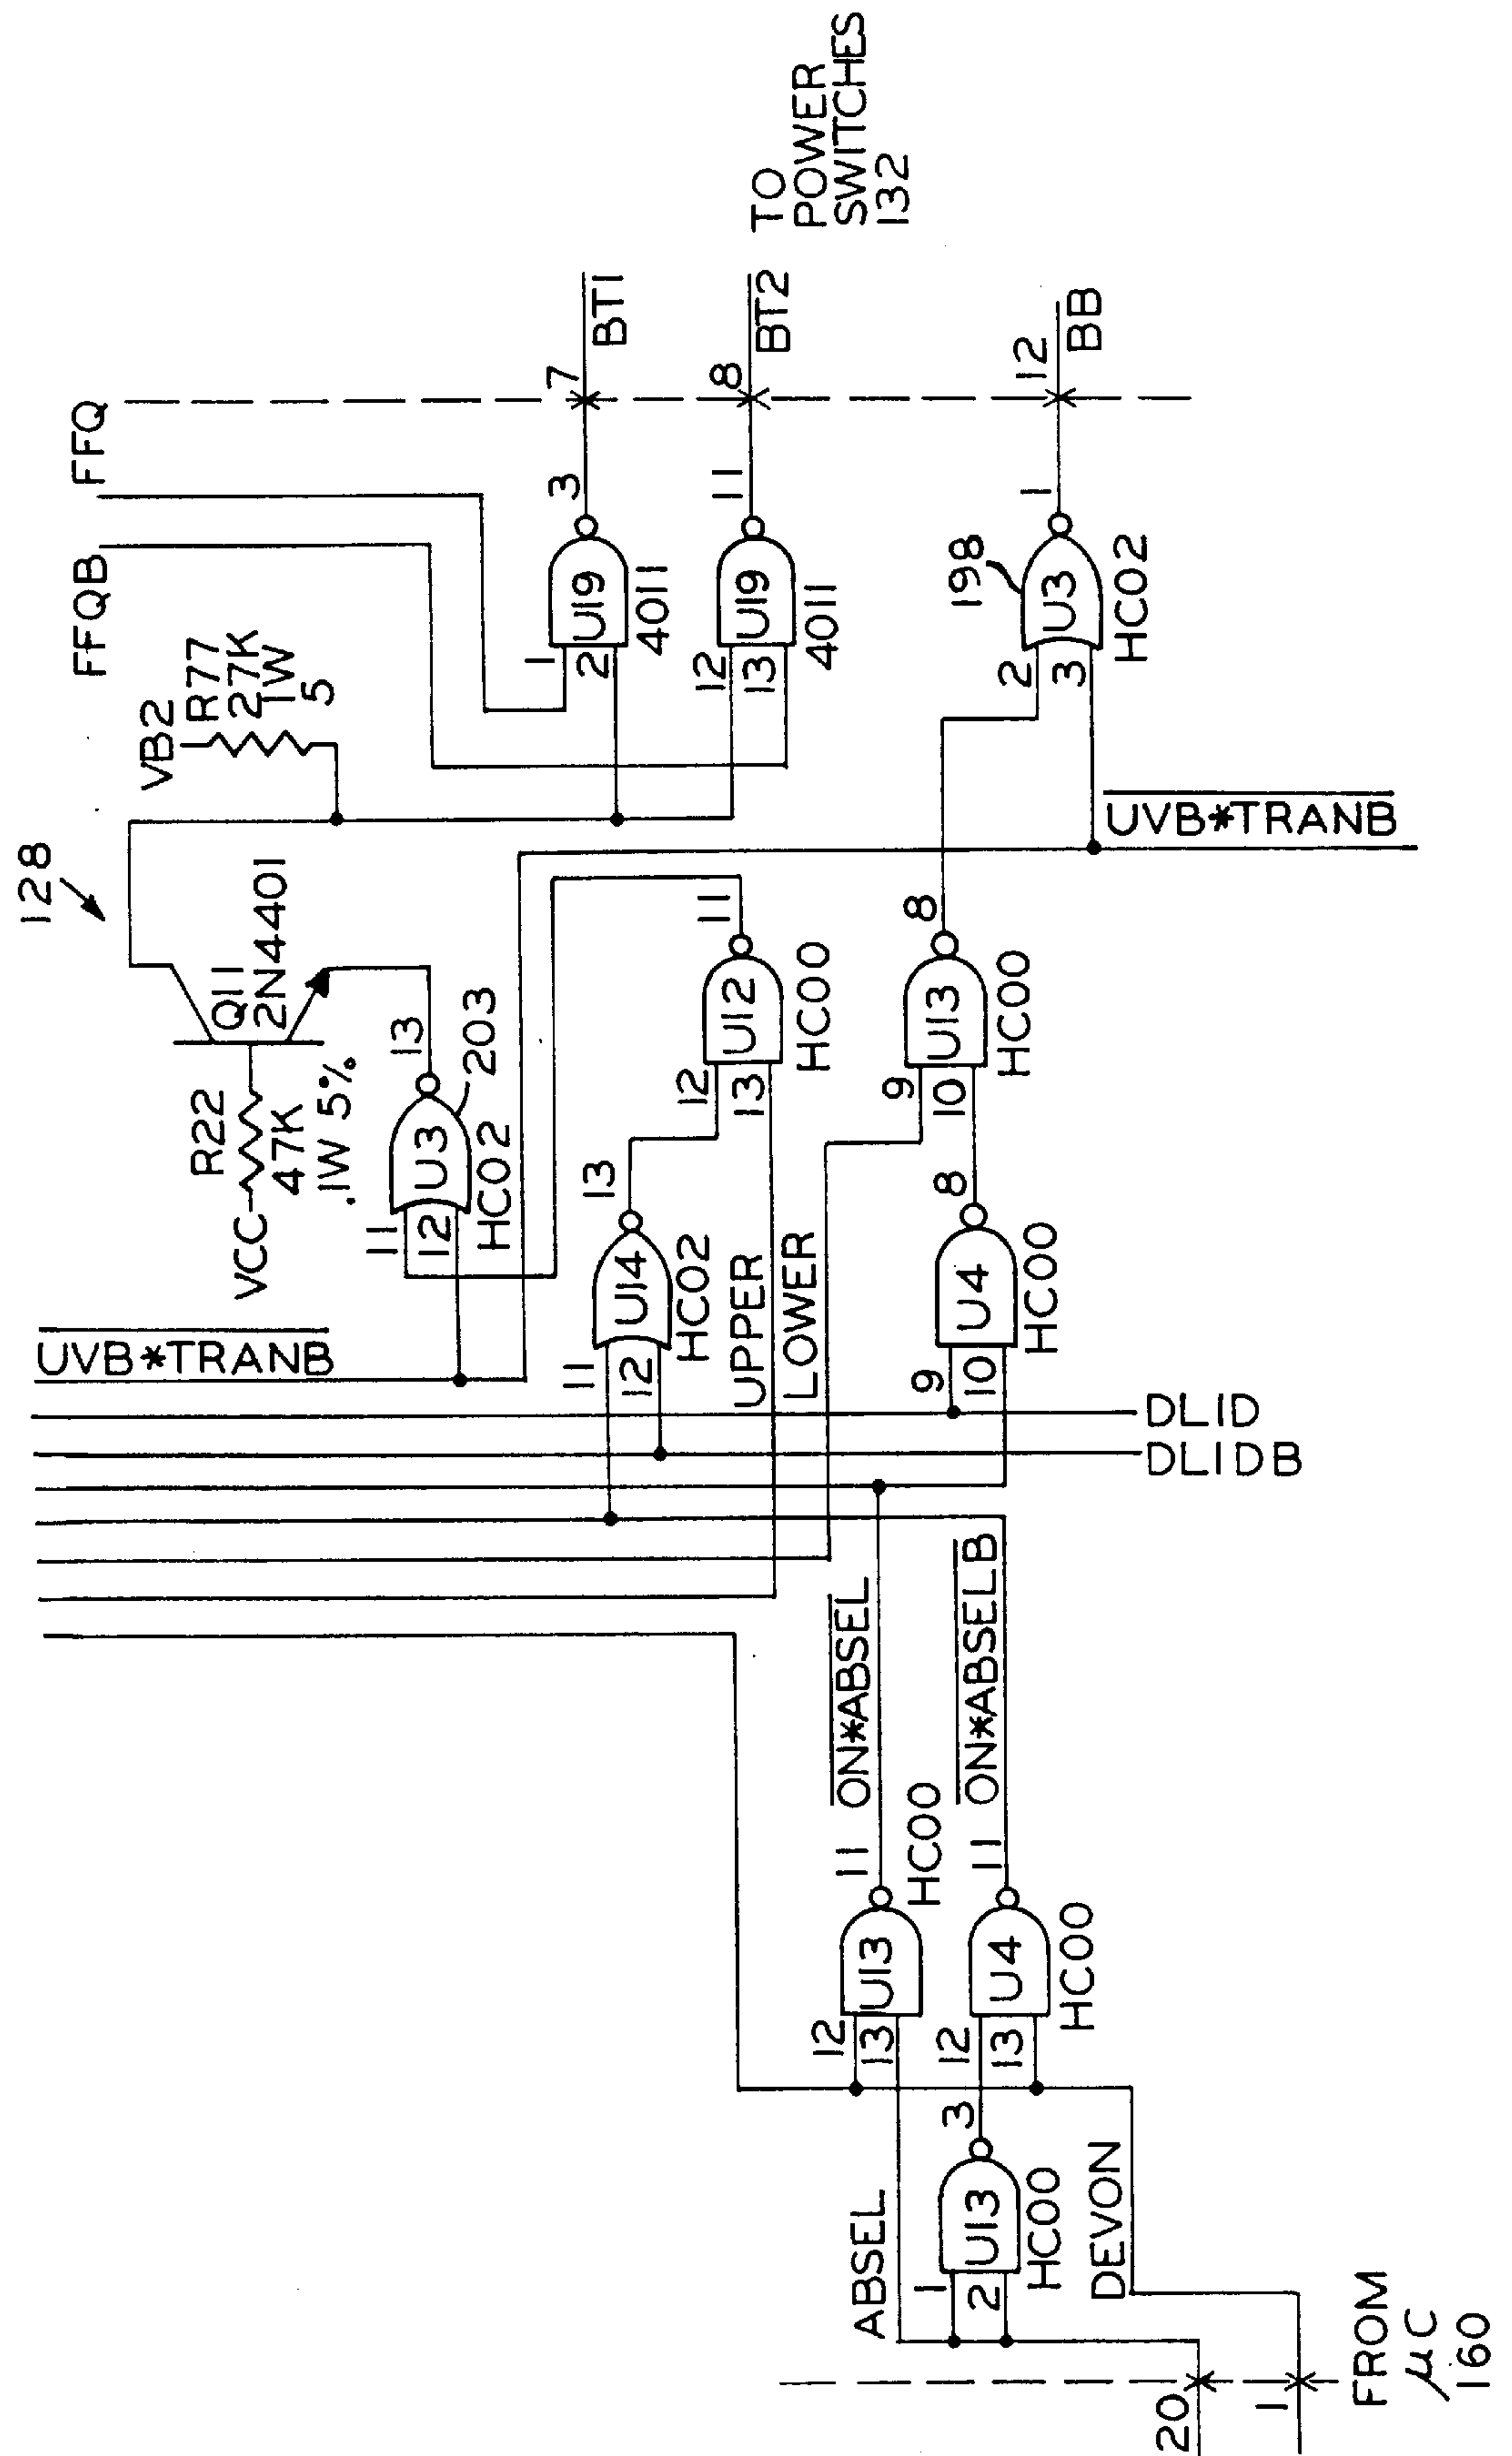 128
FFQB
FFQ
VB2
R77
27K
1W
5
Q11
2N4401
VCC
R22
47K
.1W 5%
1
2
U19
3
4011
7
BT1
12
13
U19
11
4011
8
BT2
TO
POWER
SWITCHES
132
11
12
U3
13
203
HC02
UVB*TRANB
11
12
U14
13
HC02
12
13
U12
11
HC00
UPPER
LOWER
9
10
U13
8
HC00
2
3
U3
1
198
HC02
12
BB
9
10
U4
8
HC00
UVB*TRANB
DLID
DLIDB
ON*ABSEL
ON*ABSELB
12
13
U13
11
HC00
12
13
U4
11
HC00
ABSEL
1
2
U13
3
HC00
DEVON
20
1
FROM
μC
160